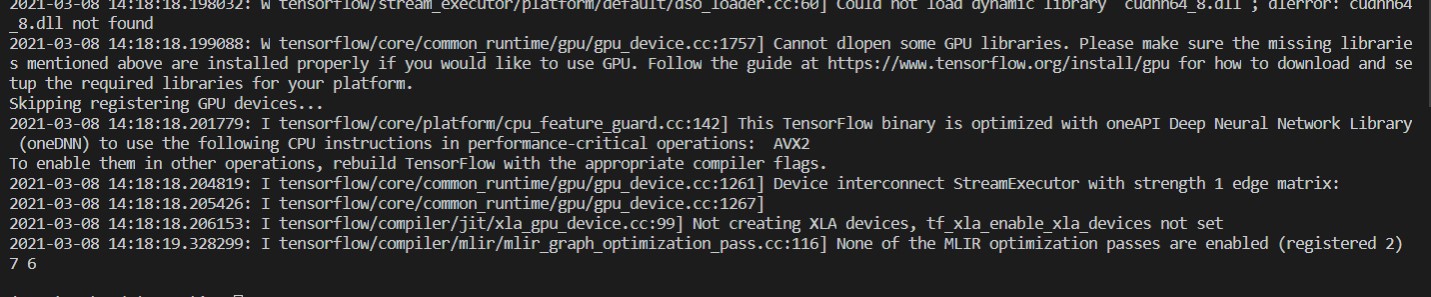 2021-03-08 14:18:18.198032: W tensorflow/stream_executor/platform/default/dso_loader.cc:60] Could not load dynamic library 'cudnn64_8.dll'; dlerror: cudnn64
_8.dll not found
2021-03-08 14:18:18.199088: W tensorflow/core/common_runtime/gpu/gpu_device.cc:1757] Cannot dlopen some GPU libraries. Please make sure the missing librarie
s mentioned above are installed properly if you would like to use GPU. Follow the guide at https://www.tensorflow.org/install/gpu for how to download and se
tup the required libraries for your platform.
Skipping registering GPU devices...
2021-03-08 14:18:18.201779: I tensorflow/core/platform/cpu_feature_guard.cc:142] This TensorFlow binary is optimized with oneAPI Deep Neural Network Library
 (oneDNN) to use the following CPU instructions in performance-critical operations:  AVX2
To enable them in other operations, rebuild TensorFlow with the appropriate compiler flags.
2021-03-08 14:18:18.204819: I tensorflow/core/common_runtime/gpu/gpu_device.cc:1261] Device interconnect StreamExecutor with strength 1 edge matrix:
2021-03-08 14:18:18.205426: I tensorflow/core/common_runtime/gpu/gpu_device.cc:1267]
2021-03-08 14:18:18.206153: I tensorflow/compiler/jit/xla_gpu_device.cc:99] Not creating XLA devices, tf_xla_enable_xla_devices not set
2021-03-08 14:18:19.328299: I tensorflow/compiler/mlir/mlir_graph_optimization_pass.cc:116] None of the MLIR optimization passes are enabled (registered 2)
7 6